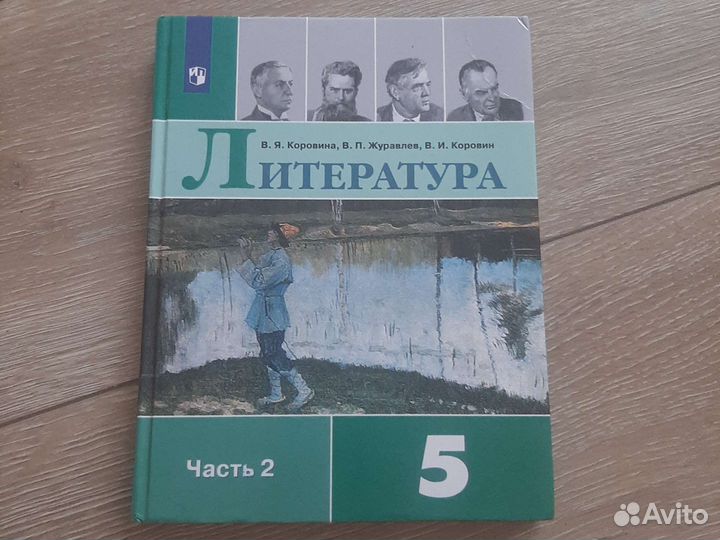 В. Я. Коровина, В. П. Журавлев, В. И. Коровин
ЛИТЕРАТУРА
Часть 2
5
Avito